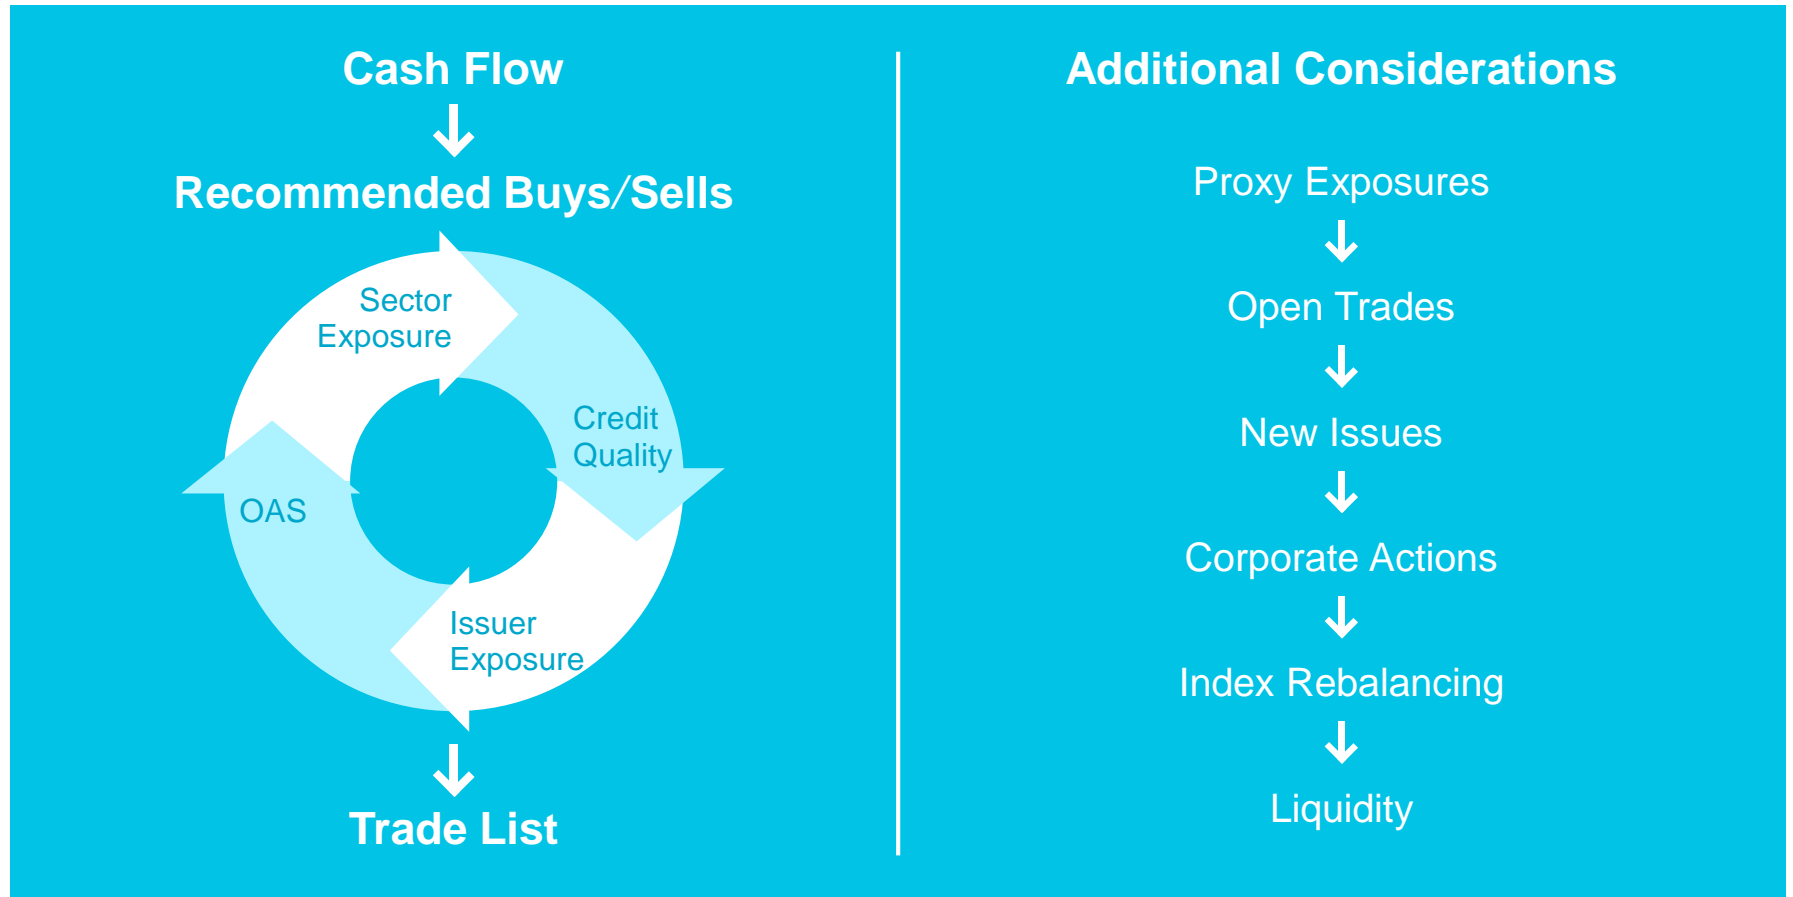 Cash Flow
Recommended Buys/Sells
Sector
Exposure
Credit
Quality
OAS
Issuer
Exposure
Trade List
Additional Considerations
Proxy Exposures
Open Trades
New Issues
Corporate Actions
Index Rebalancing
Liquidity